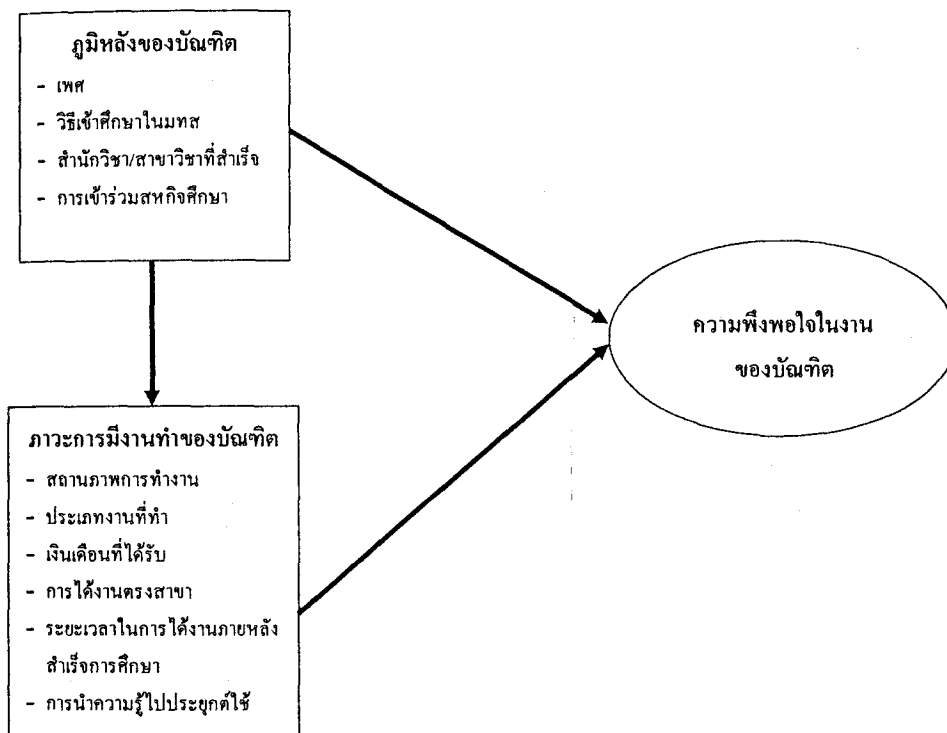 ภูมิหลังของบัณฑิต
- เพศ
- วิธีเข้าศึกษาในมทส
- สำนักวิชา/สาขาวิชาที่สำเร็จ
- การเข้าร่วมสหกิจศึกษา
ความพึงพอใจในงาน
ของบัณฑิต
ภาวะการมีงานทำของบัณฑิต
- สถานภาพการทำงาน
- ประเภทงานที่ทำ
- เงินเดือนที่ได้รับ
- การได้งานตรงสาขา
- ระยะเวลาในการได้งานภายหลัง
สำเร็จการศึกษา
- การนำความรู้ไปประยุกต์ใช้